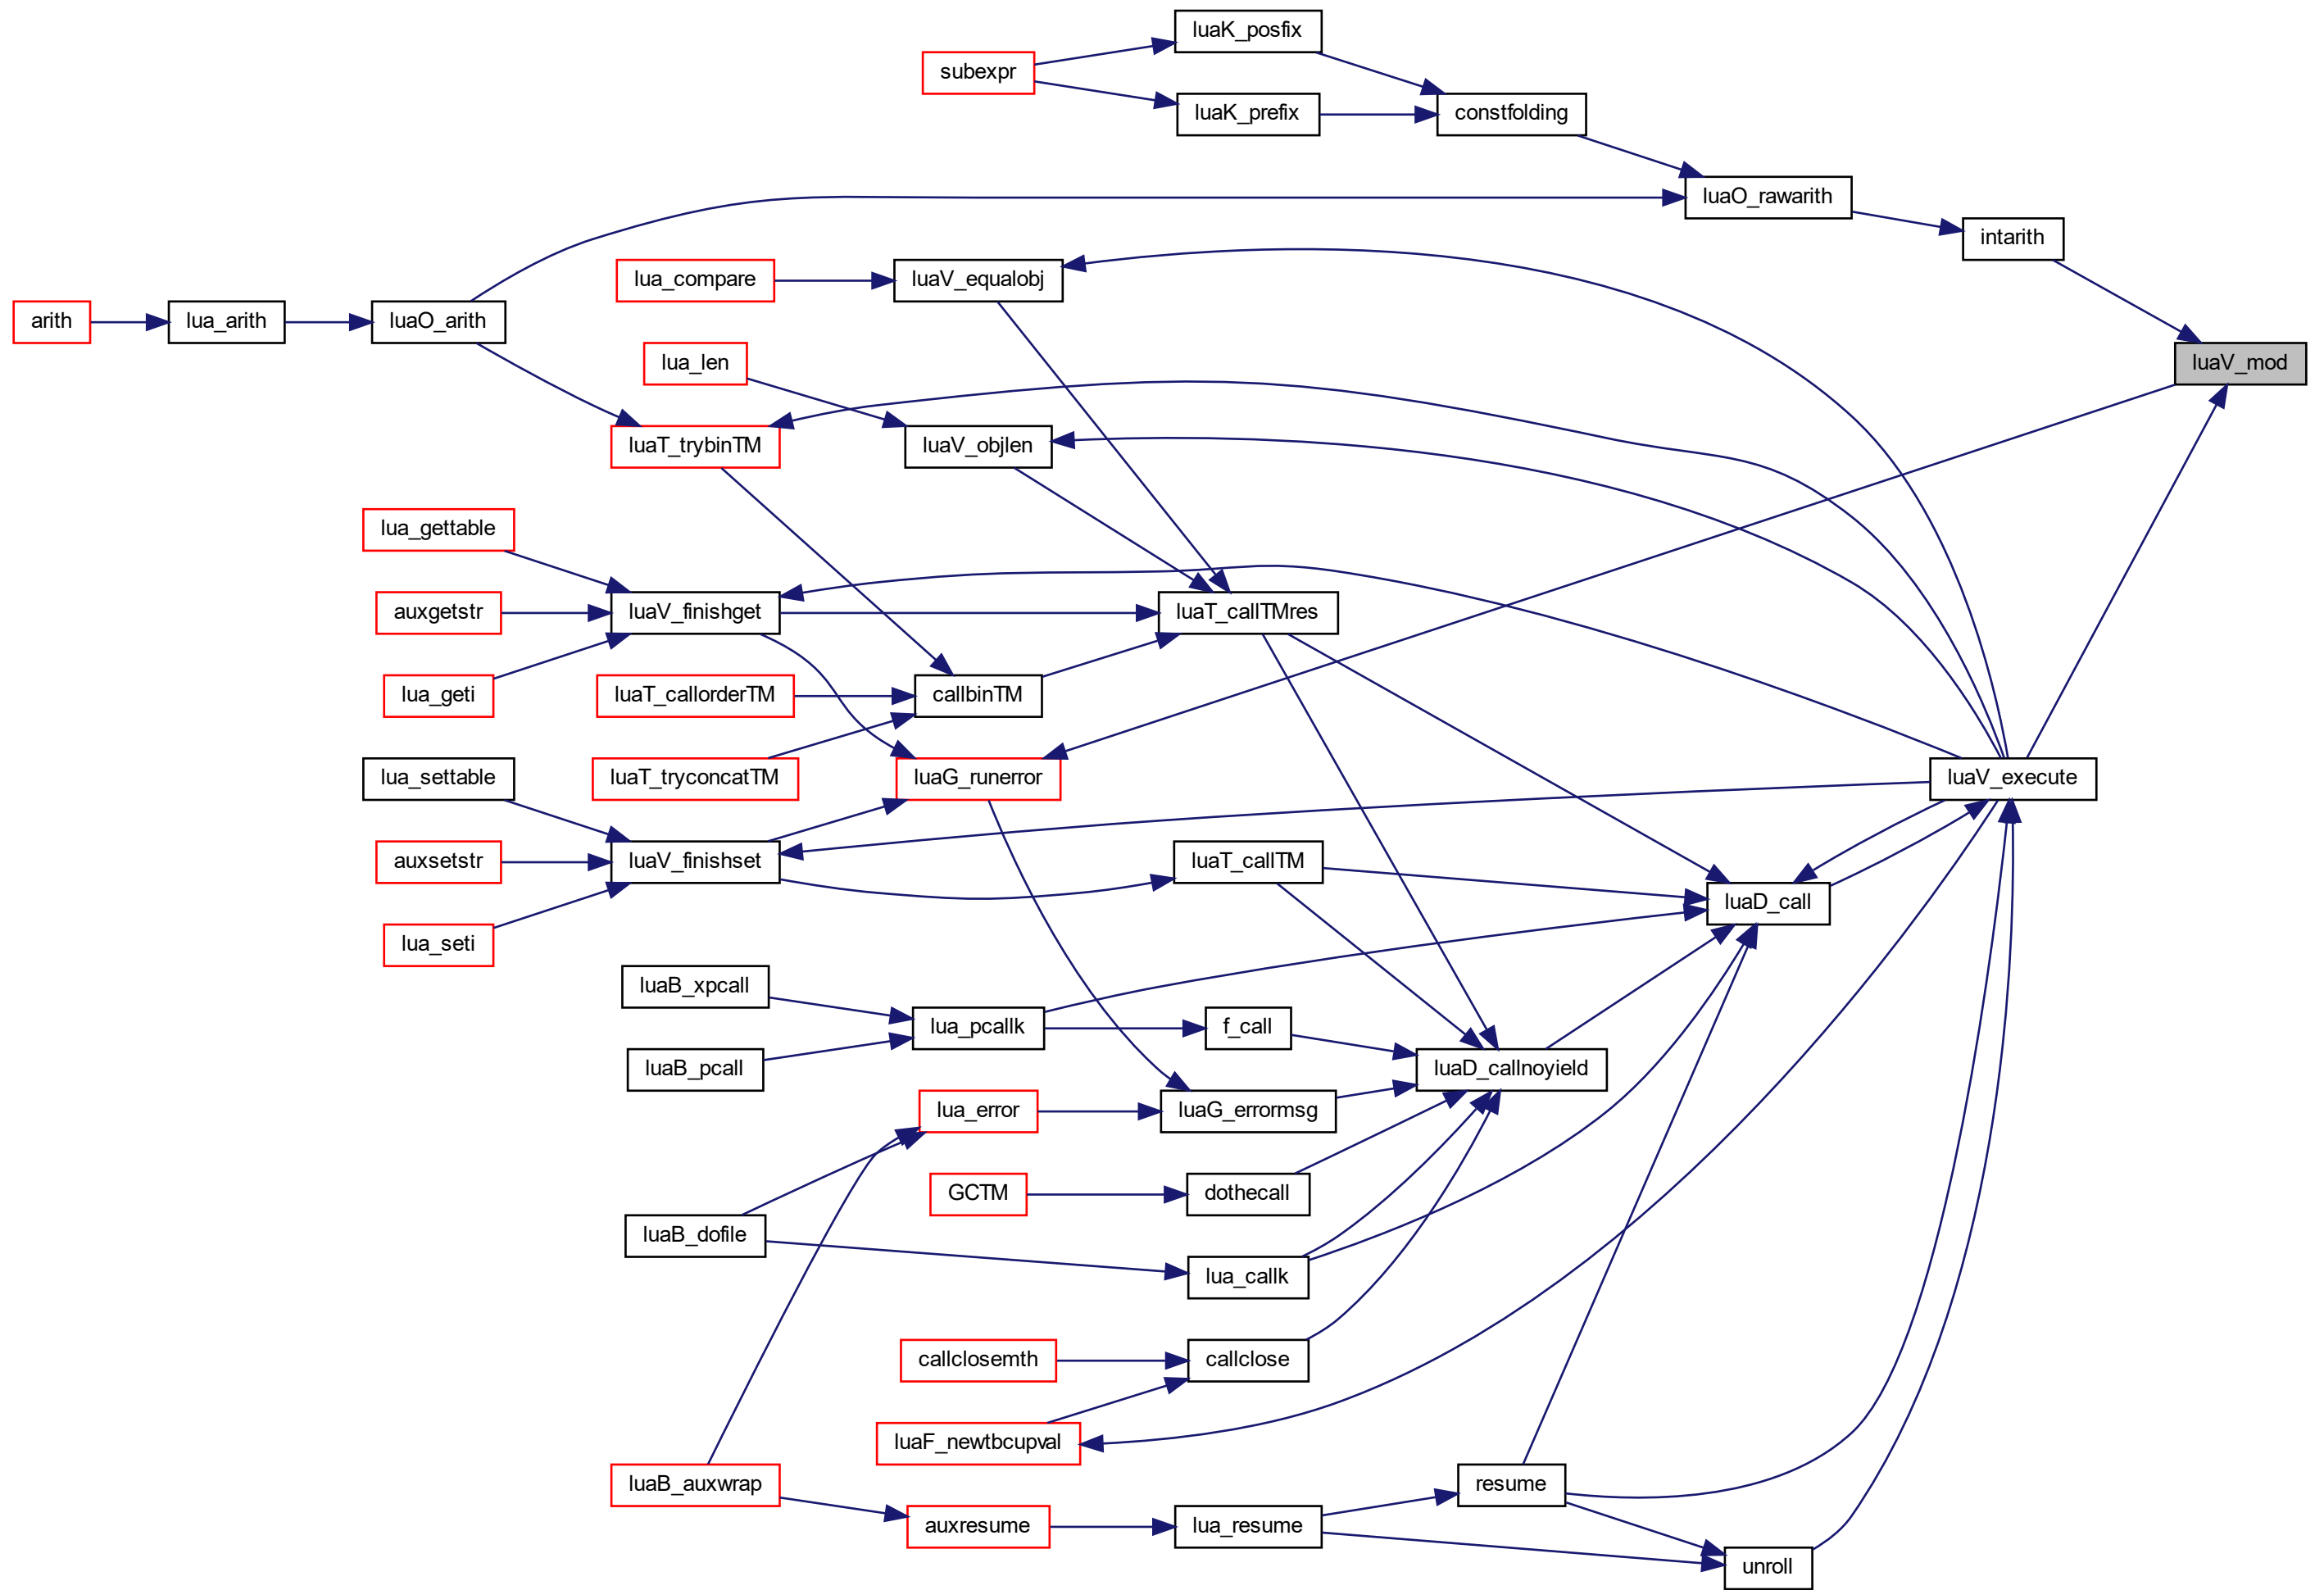 luaK_posfix
subexpr
luaK_prefix
constfolding
luaO_rawarith
intarith
lua_compare
luaV_equalobj
arith
lua_arith
luaO_arith
luaV_mod
lua_len
luaT_trybinTM
luaV_objlen
lua_gettable
auxgetstr
luaV_finishget
luaT_callTMres
lua_geti
luaT_callorderTM
callbinTM
lua_settable
luaT_tryconcatTM
luaG_runerror
luaV_execute
auxsetstr
luaV_finishset
luaT_callTM
luaD_call
lua_seti
luaB_xpcall
lua_pcallk
f_call
luaB_pcall
luaD_callnoyield
lua_error
luaG_errormsg
GCTM
dothecall
luaB_dofile
lua_callk
callclosemth
callclose
luaF_newtbcupval
luaB_auxwrap
resume
auxresume
lua_resume
unroll